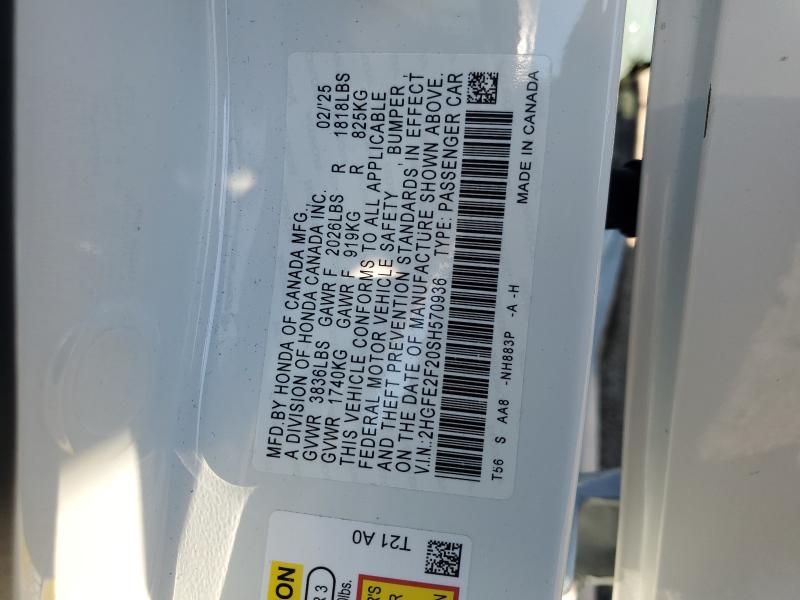 MFD.BY HONDA OF CANADA MFG.,
A DIVISION OF HONDA CANADA INC. 02/'25
GVWR 3836LBS GAWR F 2026LBS R 1818LBS
GVWR 1740KG GAWR F 919KG R 825KG
THIS VEHICLE CONFORMS TO ALL APPLICABLE
FEDERAL MOTOR VEHICLE SAFETY , BUMPER ,
AND THEFT PREVENTION STANDARDS IN EFFECT
ON THE DATE OF MANUFACTURE SHOWN ABOVE.
V.I.N.:2HGFE2F20SH570936 TYPE: PASSENGER CAR
T56 S AA8 -NH883P -A -H
MADE IN CANADA
T21 A0
ON
R 3
lbs.
R'S
R
N